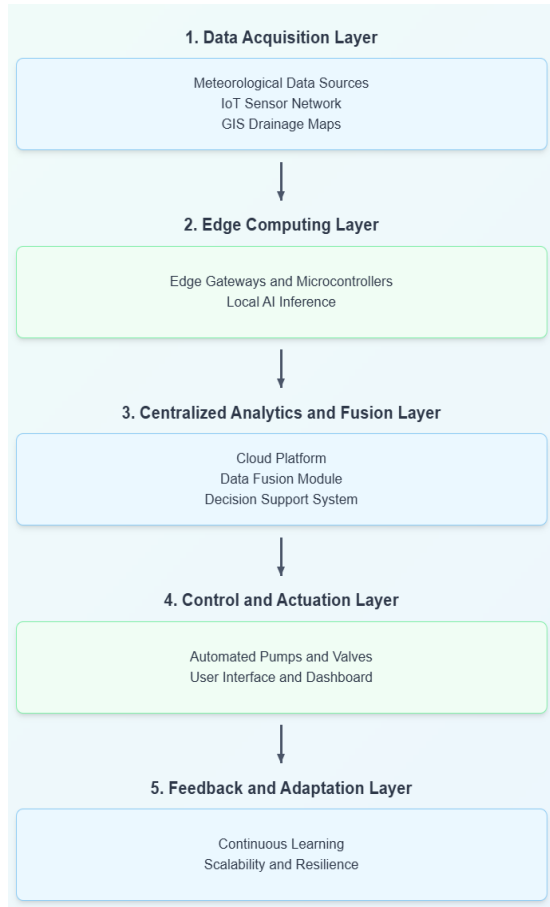 1. Data Acquisition Layer
Meteorological Data Sources
IoT Sensor Network
GIS Drainage Maps
2. Edge Computing Layer
Edge Gateways and Microcontrollers
Local AI Inference
3. Centralized Analytics and Fusion Layer
Cloud Platform
Data Fusion Module
Decision Support System
4. Control and Actuation Layer
Automated Pumps and Valves
User Interface and Dashboard
5. Feedback and Adaptation Layer
Continuous Learning
Scalability and Resilience